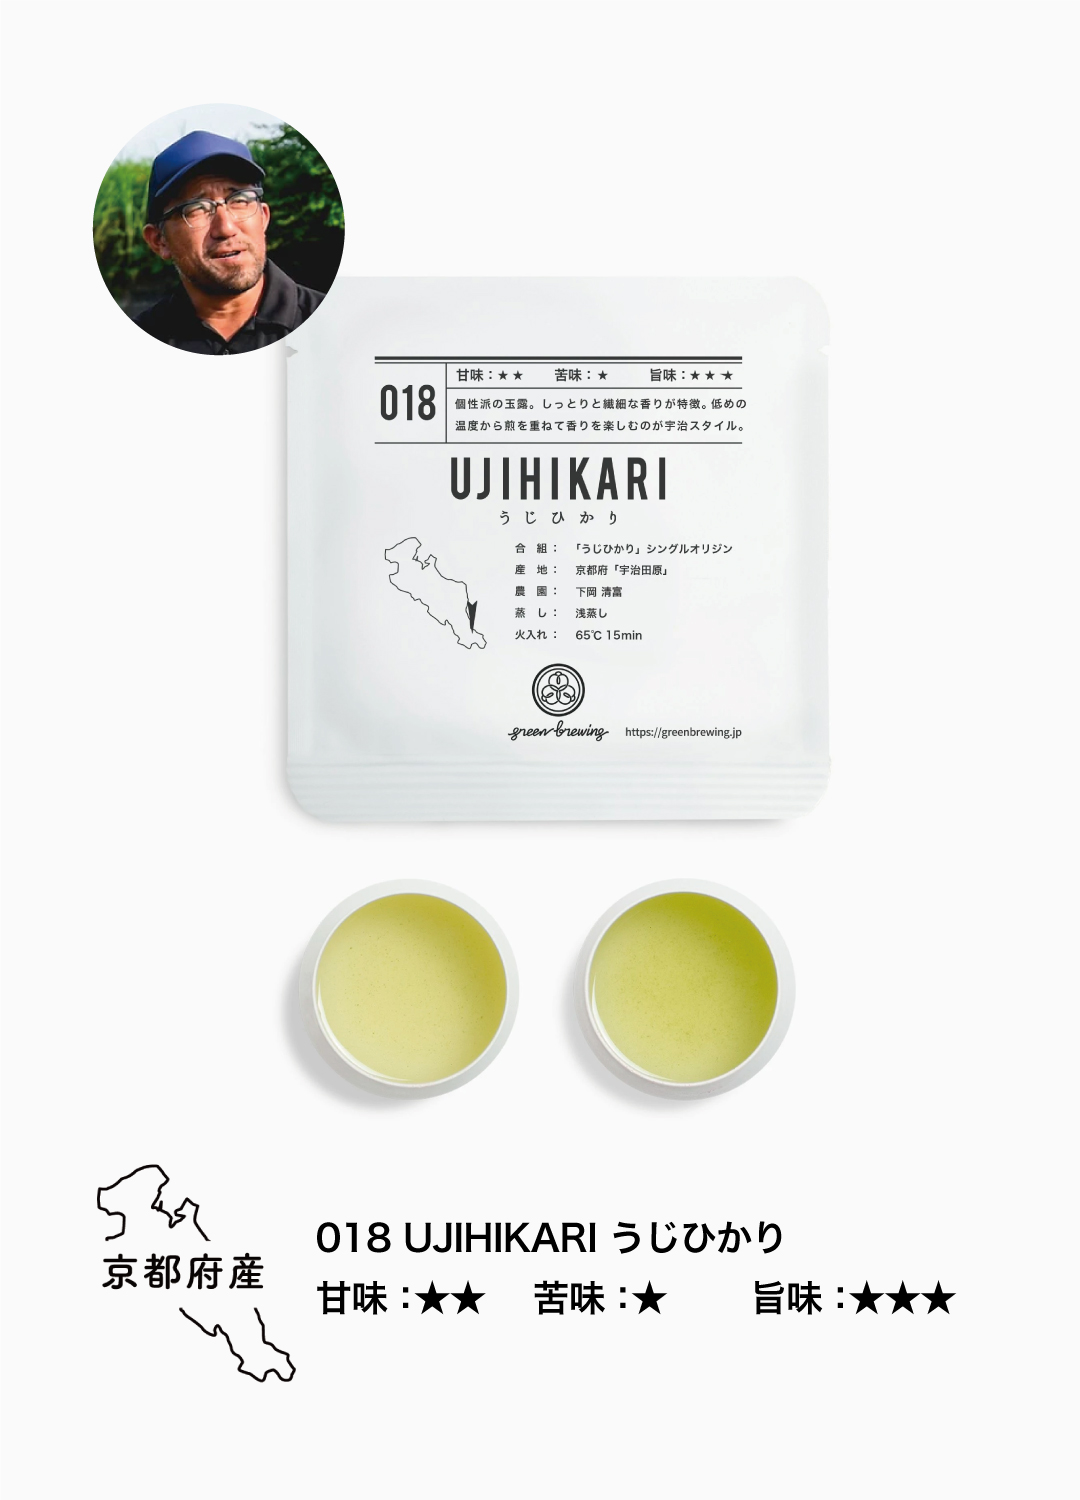 018
甘味：★★ 苦味：★ 旨味：★★★
個性派の玉露。しっとりと繊細な香りが特徴。低めの
温度から煎を重ねて香りを楽しむのが宇治スタイル。
UJIHIKARI
うじひかり
合 組： 「うじひかり」シングルオリジン
産 地： 京都府「宇治田原」
農 園： 下岡 清富
蒸 し： 浅蒸し
火入れ： 65℃ 15min
green brewing https://greenbrewing.jp
京都府産
018 UJIHIKARI うじひかり
甘味：★★ 苦味：★ 旨味：★★★